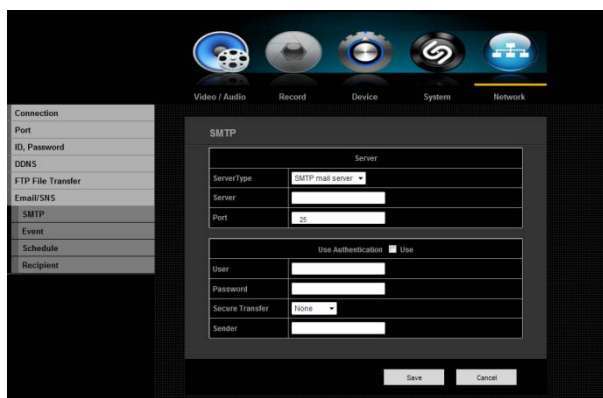 Video / Audio
Record
Device
System
Network
Connection
Port
ID, Password
DDNS
FTP File Transfer
Email/SNS
SMTP
Event
Schedule
Recipient
SMTP
Server
ServerType SMTP mail server
Server
Port 25
Use Authentication Use
User
Password
Secure Transfer None
Sender
Save Cancel